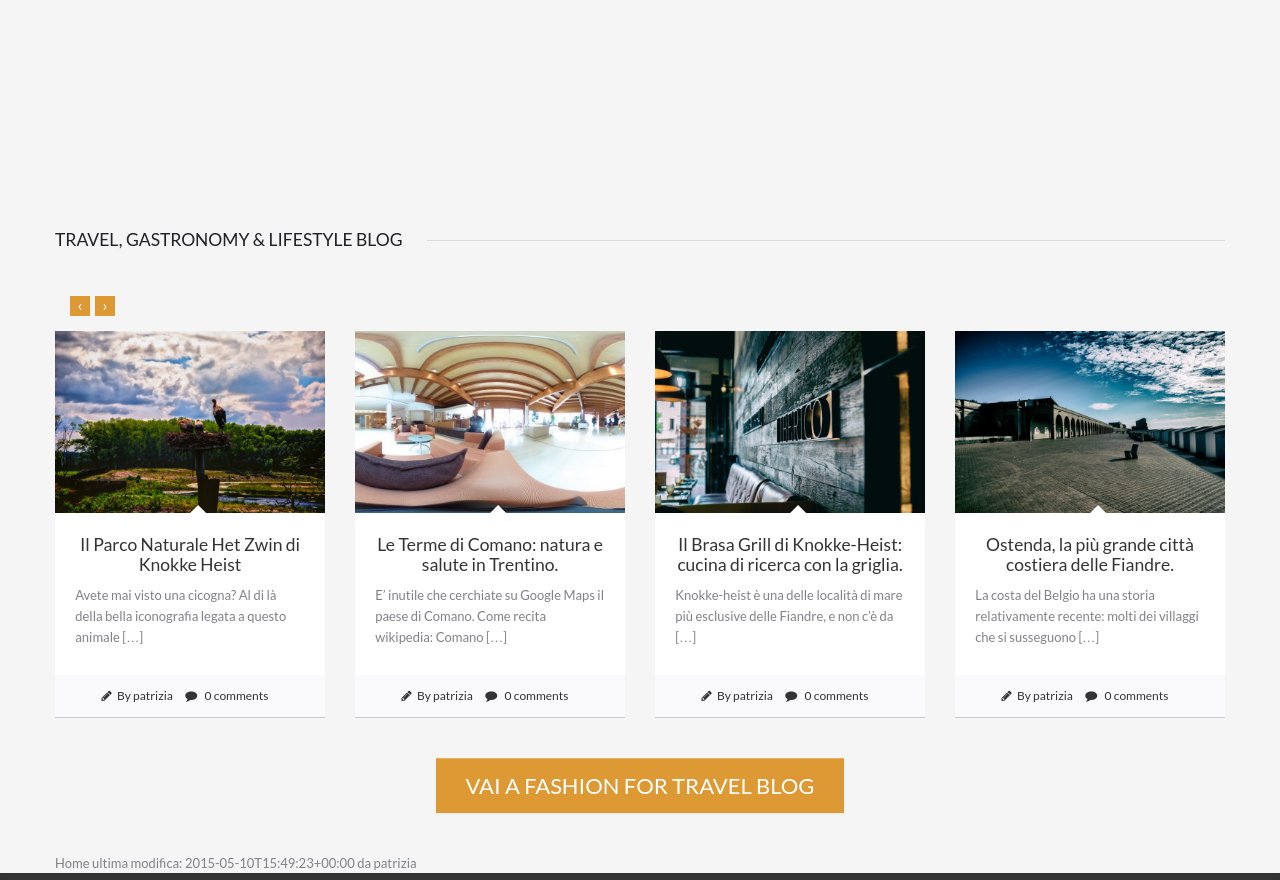 TRAVEL, GASTRONOMY & LIFESTYLE BLOG
‹ ›
Il Parco Naturale Het Zwin di
Knokke Heist
Avete mai visto una cicogna? Al di là
della bella iconografia legata a questo
animale […]
By patrizia 0 comments
Le Terme di Comano: natura e
salute in Trentino.
E’ inutile che cerchiate su Google Maps il
paese di Comano. Come recita
wikipedia: Comano […]
By patrizia 0 comments
Il Brasa Grill di Knokke-Heist:
cucina di ricerca con la griglia.
Knokke-heist è una delle località di mare
più esclusive delle Fiandre, e non c’è da
[…]
By patrizia 0 comments
Ostenda, la più grande città
costiera delle Fiandre.
La costa del Belgio ha una storia
relativamente recente: molti dei villaggi
che si susseguono […]
By patrizia 0 comments
VAI A FASHION FOR TRAVEL BLOG
Home ultima modifica: 2015-05-10T15:49:23+00:00 da patrizia